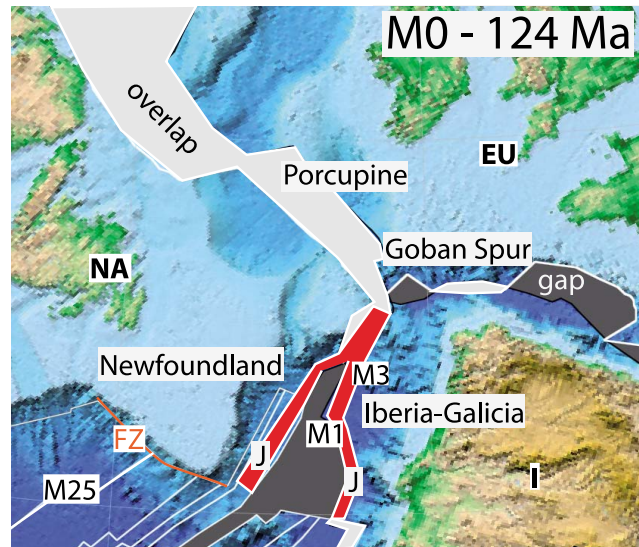 M0 - 124 Ma
overlap
EU
Porcupine
Goban Spur
NA
gap
Newfoundland
M3
Iberia-Galicia
M1
FZ
J
J
I
M25